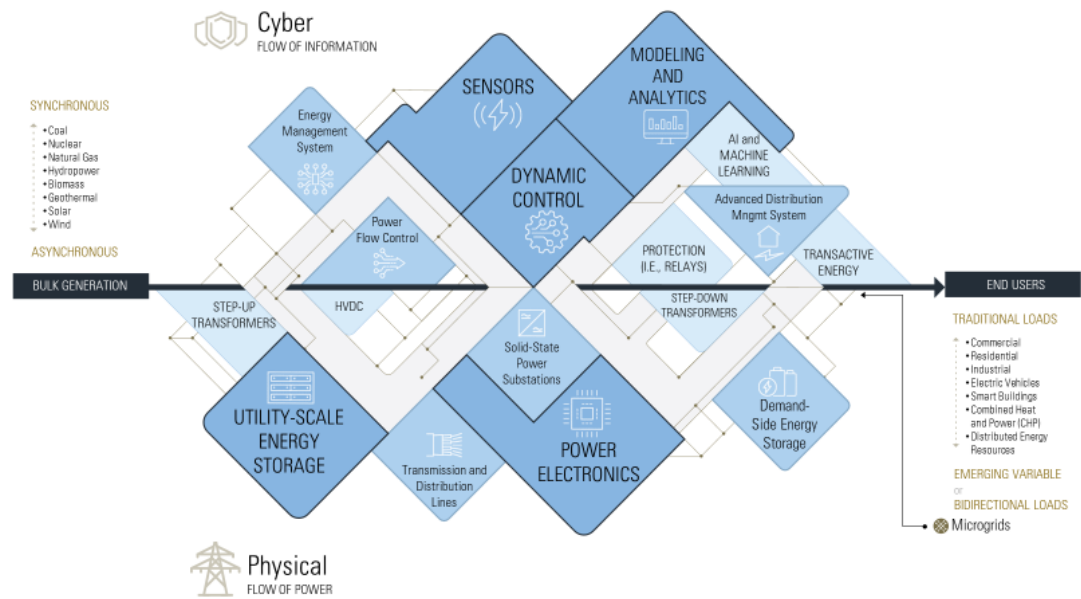 Cyber
FLOW OF INFORMATION
SYNCHRONOUS
Coal
Nuclear
Natural Gas
Hydropower
Biomass
Geothermal
Solar
Wind
ASYNCHRONOUS
BULK GENERATION
Energy
Management
System
SENSORS
MODELING
AND
ANALYTICS
DYNAMIC
CONTROL
AI and
MACHINE
LEARNING
Advanced Distribution
Mngmt System
Power
Flow Control
PROTECTION
(I.E., RELAYS)
TRANSACTIVE
ENERGY
STEP-UP
TRANSFORMERS
HVDC
STEP-DOWN
TRANSFORMERS
Solid-State
Power
Substations
UTILITY-SCALE
ENERGY
STORAGE
Transmission and
Distribution
Lines
POWER
ELECTRONICS
Demand-
Side Energy
Storage
END USERS
TRADITIONAL LOADS
• Commercial
• Residential
• Industrial
• Electric Vehicles
• Smart Buildings
• Combined Heat
and Power (CHP)
• Distributed Energy
Resources
EMERGING VARIABLE
or
BIDIRECTIONAL LOADS
Microgrids
Physical
FLOW OF POWER